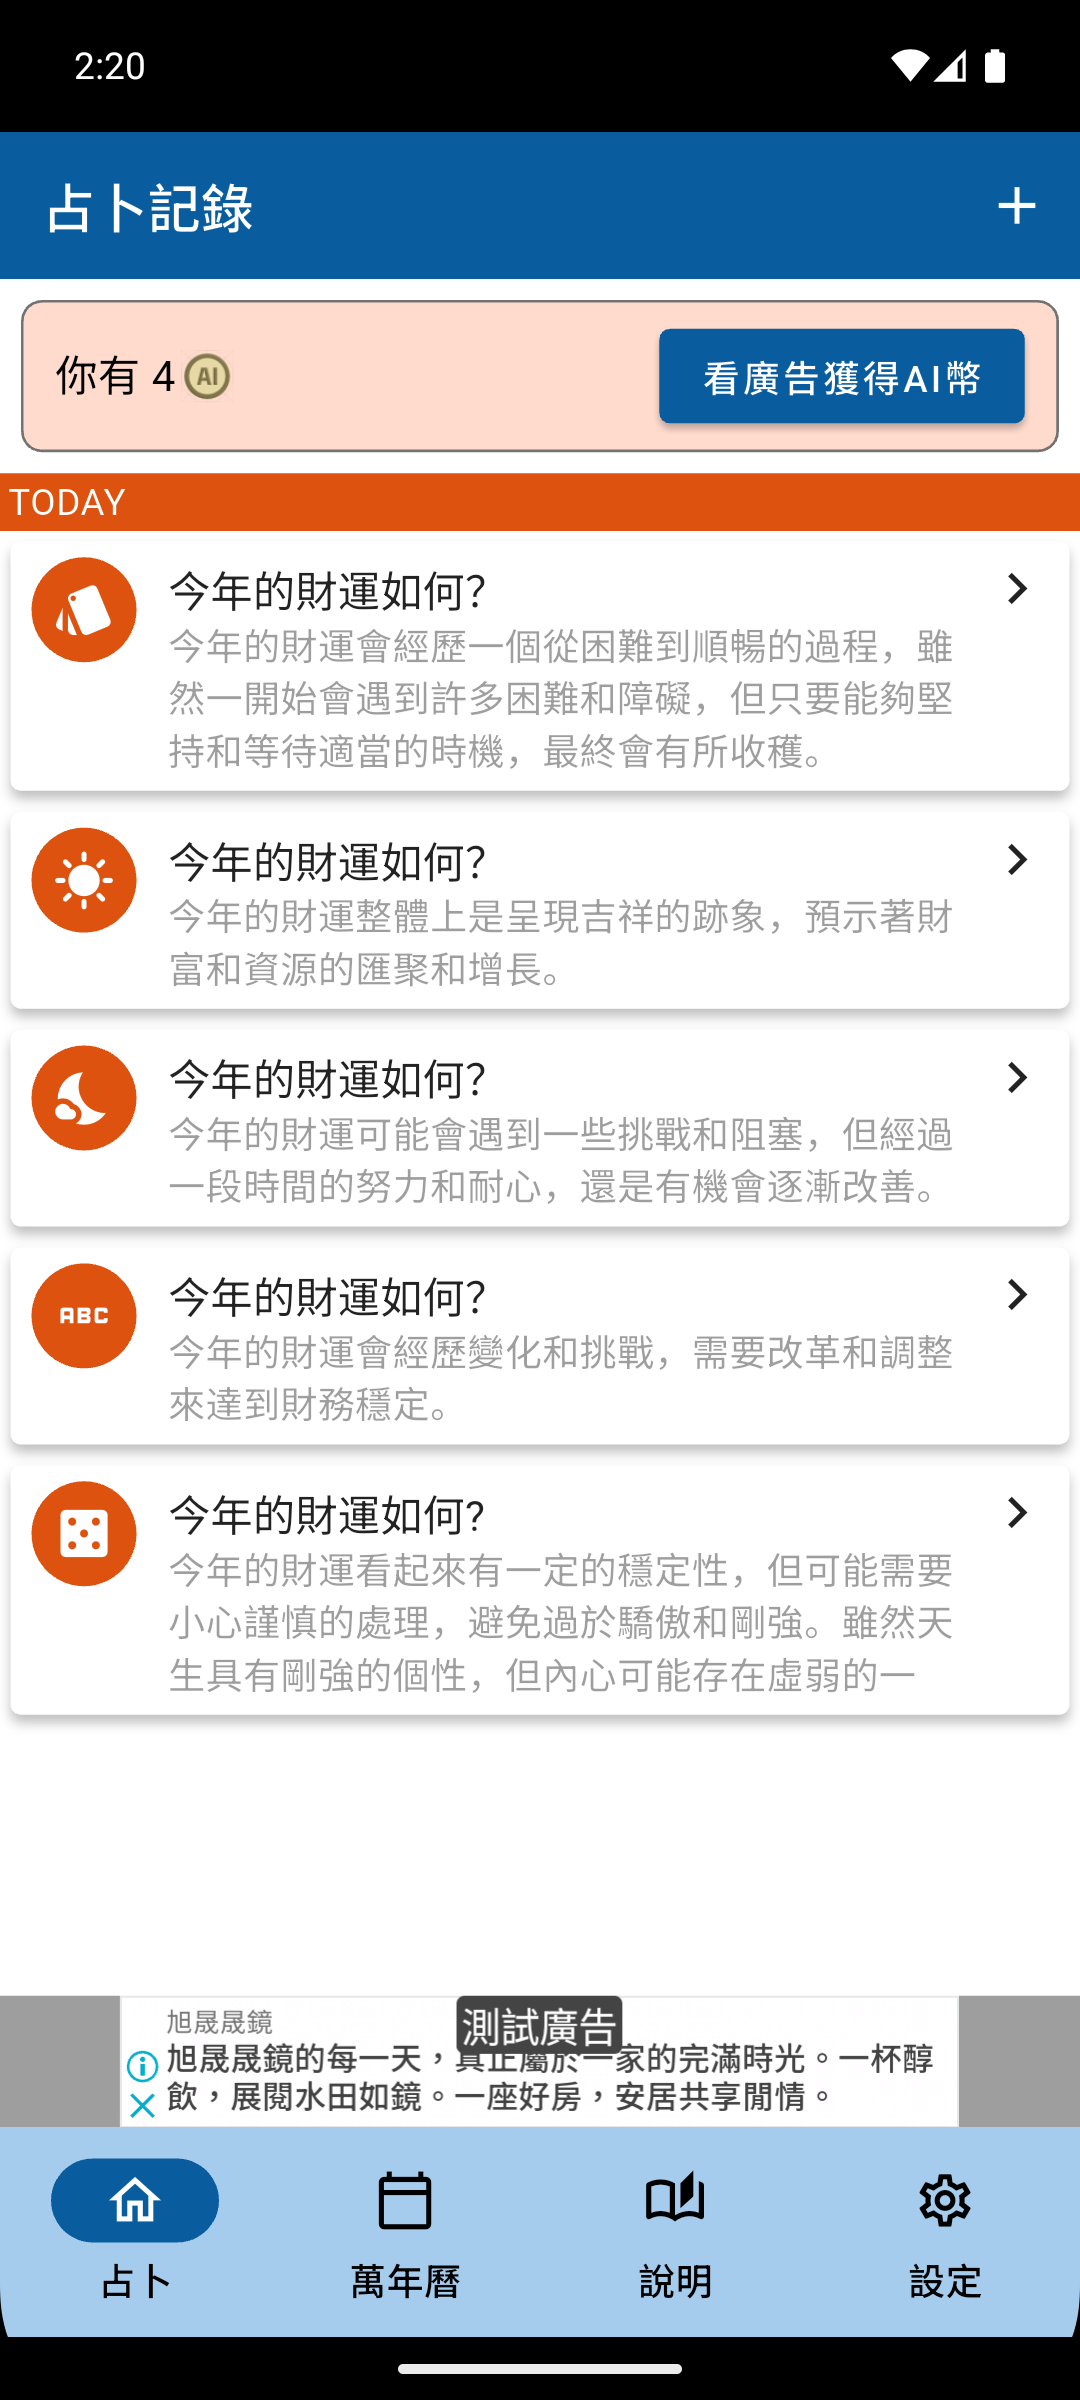 2:20
占卜記錄
你有 4 AI
看廣告獲得AI幣
TODAY
今年的財運如何?
今年的財運會經歷一個從困難到順暢的過程，雖
然一開始會遇到許多困難和障礙，但只要能夠堅
持和等待適當的時機，最終會有所收穫。
今年的財運如何?
今年的財運整體上是呈現吉祥的跡象，預示著財
富和資源的匯聚和增長。
今年的財運如何?
今年的財運可能會遇到一些挑戰和阻塞，但經過
一段時間的努力和耐心，還是有機會逐漸改善。
ABC
今年的財運如何?
今年的財運會經歷變化和挑戰，需要改革和調整
來達到財務穩定。
今年的財運如何?
今年的財運看起來有一定的穩定性，但可能需要
小心謹慎的處理，避免過於驕傲和剛強。雖然天
生具有剛強的個性，但內心可能存在虛弱的一
測試廣告
旭晟晟鏡
旭晟晟鏡的每一天，真正屬於一家的完滿時光。一杯醇
飲，展閱水田如鏡。一座好房，安居共享閒情。
占卜
萬年曆
說明
設定